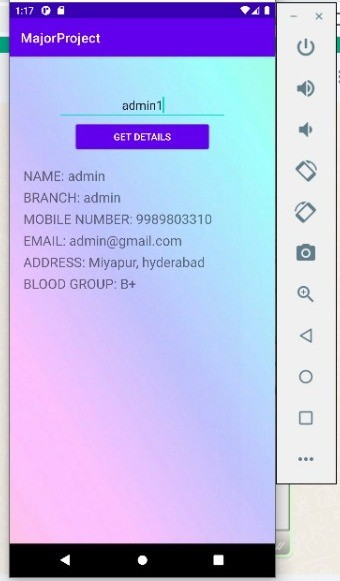 1:17
MajorProject
admin1
GET DETAILS
NAME: admin
BRANCH: admin
MOBILE NUMBER: 9989803310
EMAIL: admin@gmail.com
ADDRESS: Miyapur, hyderabad
BLOOD GROUP: B+